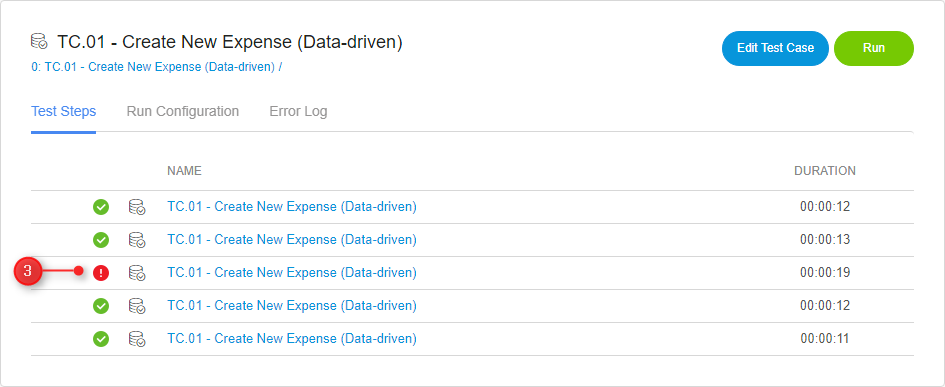 TC.01 - Create New Expense (Data-driven)
Edit Test Case
Run
0: TC.01 - Create New Expense (Data-driven) /
Test Steps
Run Configuration
Error Log
NAME DURATION
TC.01 - Create New Expense (Data-driven) 00:00:12
TC.01 - Create New Expense (Data-driven) 00:00:13
3 ! TC.01 - Create New Expense (Data-driven) 00:00:19
TC.01 - Create New Expense (Data-driven) 00:00:12
TC.01 - Create New Expense (Data-driven) 00:00:11